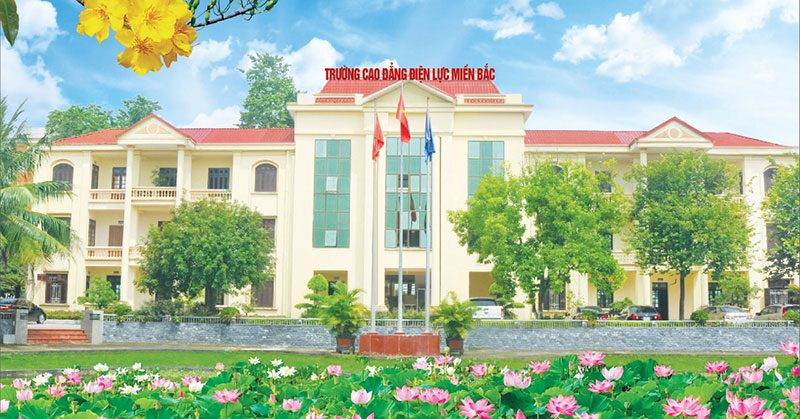 TRƯỜNG CAO ĐẲNG ĐIỆN LỰC MIỀN BẮC